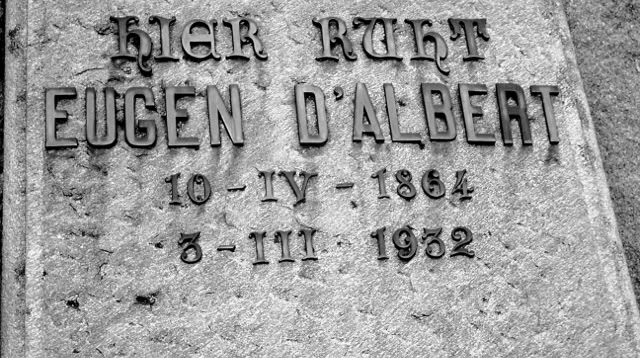 HIER RUHT
EUGEN D'ALBERT
10 - IV - 1864
3 - III 1932